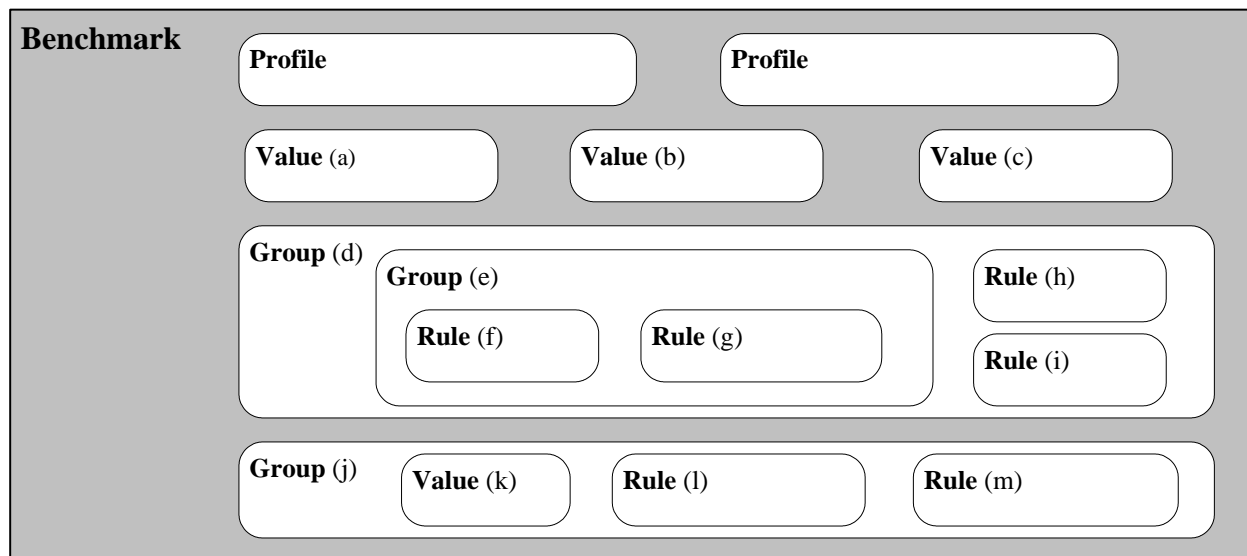 Benchmark
Profile
Profile
Value (a)
Value (b)
Value (c)
Group (d)
Group (e)
Rule (f)
Rule (g)
Rule (h)
Rule (i)
Group (j)
Value (k)
Rule (l)
Rule (m)